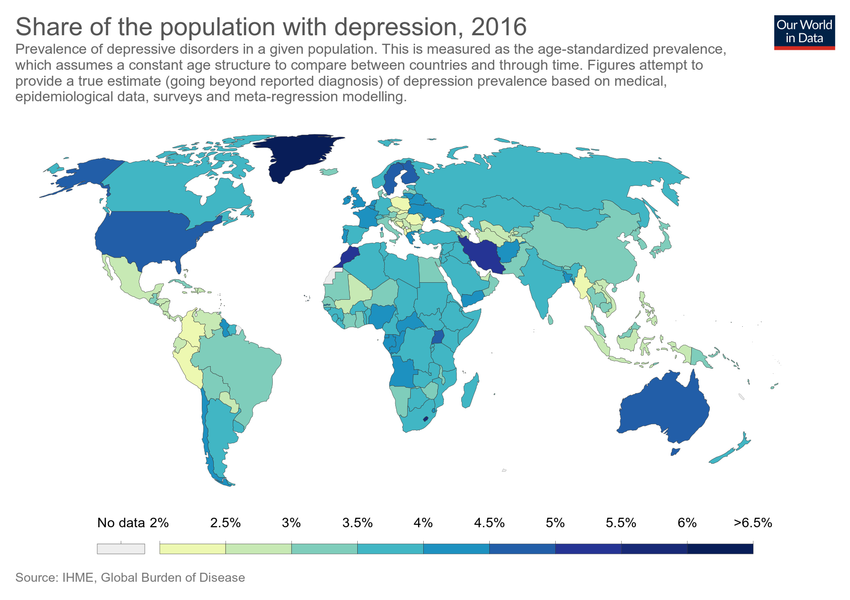 Share of the population with depression, 2016
Our World
in Data
Prevalence of depressive disorders in a given population. This is measured as the age-standardized prevalence,
which assumes a constant age structure to compare between countries and through time. Figures attempt to
provide a true estimate (going beyond reported diagnosis) of depression prevalence based on medical,
epidemiological data, surveys and meta-regression modelling.
No data 2% 2.5% 3% 3.5% 4% 4.5% 5% 5.5% 6% >6.5%
Source: IHME, Global Burden of Disease